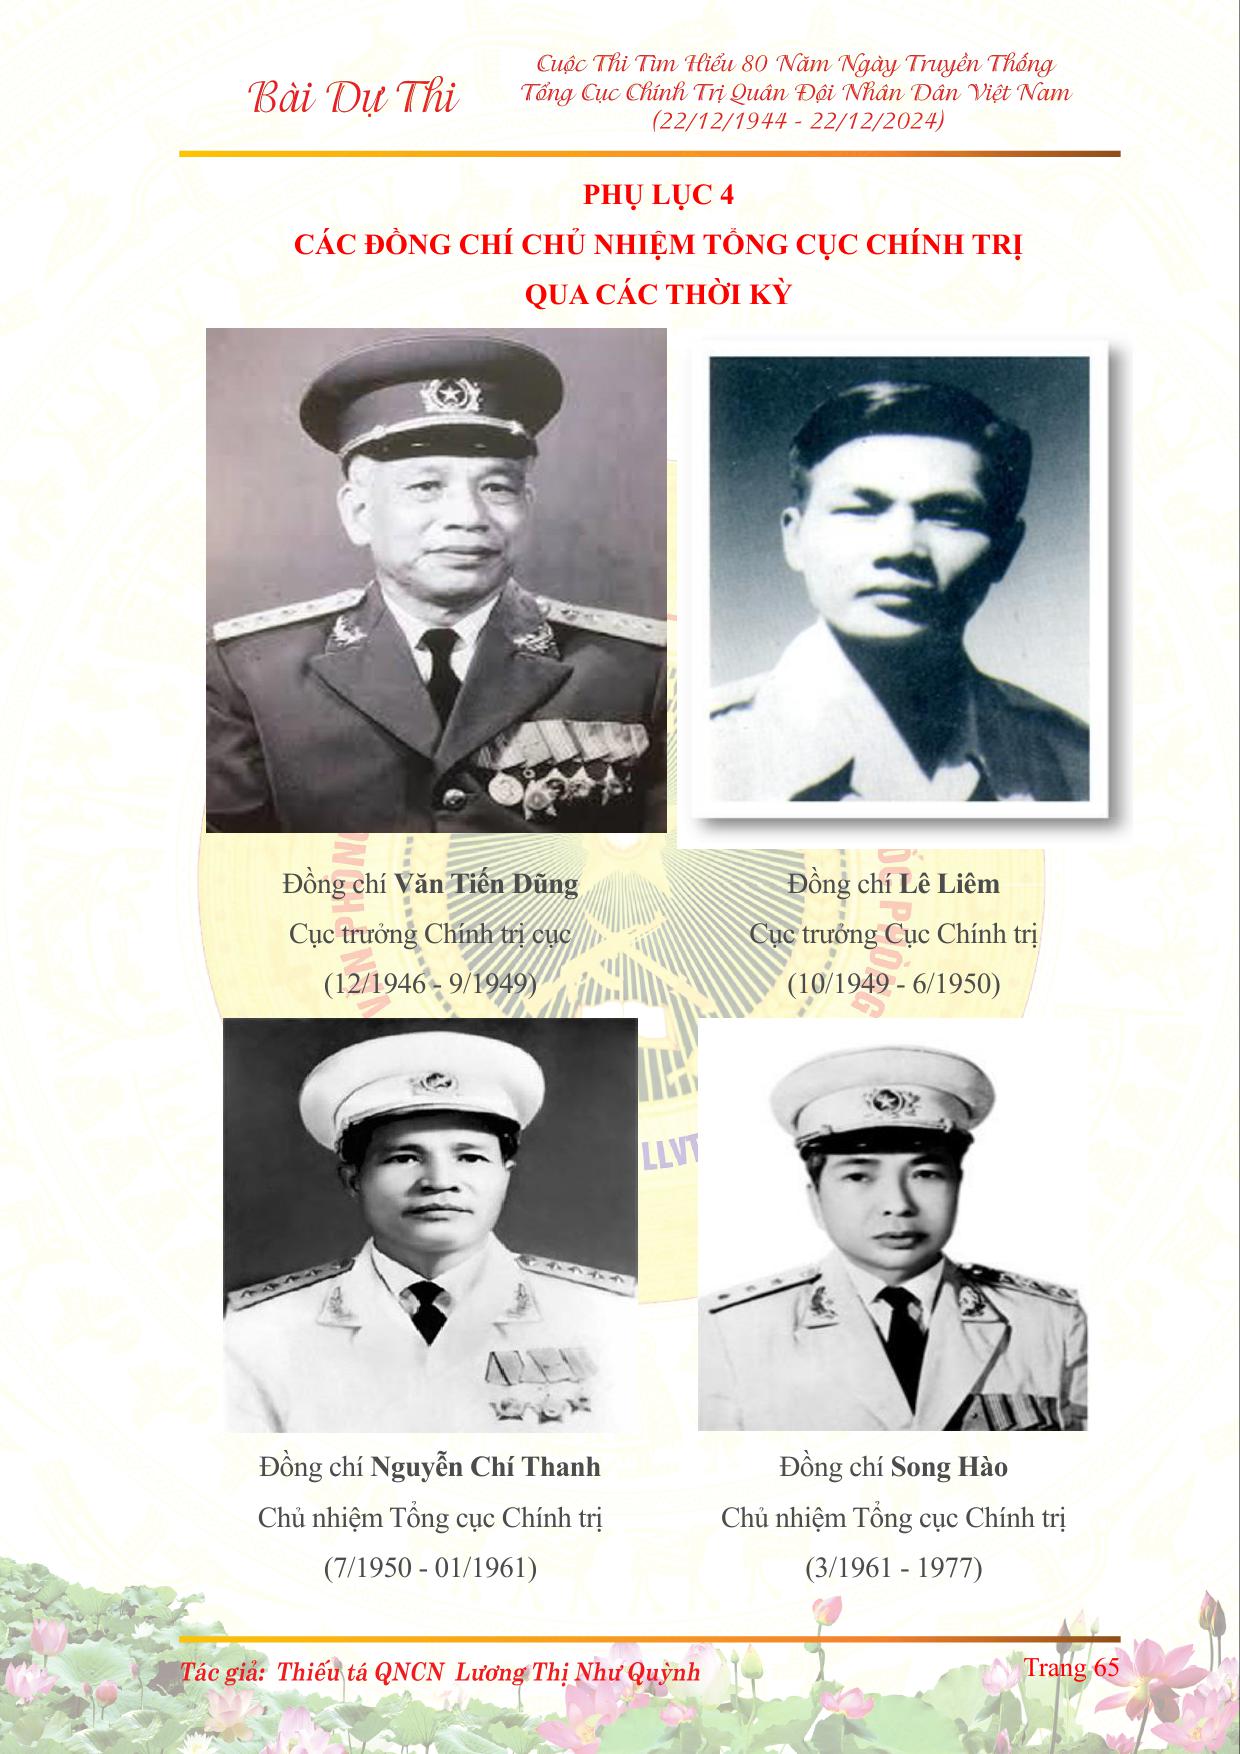 Bài Dự Thi
Cuộc Thi Tìm Hiểu 80 Năm Ngày Truyền Thống
Tổng Cục Chính Trị Quân Đội Nhân Dân Việt Nam
(22/12/1944 - 22/12/2024)
PHỤ LỤC 4
CÁC ĐỒNG CHÍ CHỦ NHIỆM TỔNG CỤC CHÍNH TRỊ
QUA CÁC THỜI KỲ
Đồng chí Văn Tiến Dũng
Cục trưởng Chính trị cục
(12/1946 - 9/1949)
Đồng chí Lê Liêm
Cục trưởng Cục Chính trị
(10/1949 - 6/1950)
Đồng chí Nguyễn Chí Thanh
Chủ nhiệm Tổng cục Chính trị
(7/1950 - 01/1961)
Đồng chí Song Hào
Chủ nhiệm Tổng cục Chính trị
(3/1961 - 1977)
Tác giả: Thiếu tá QNCN Lương Thị Như Quỳnh
Trang 65